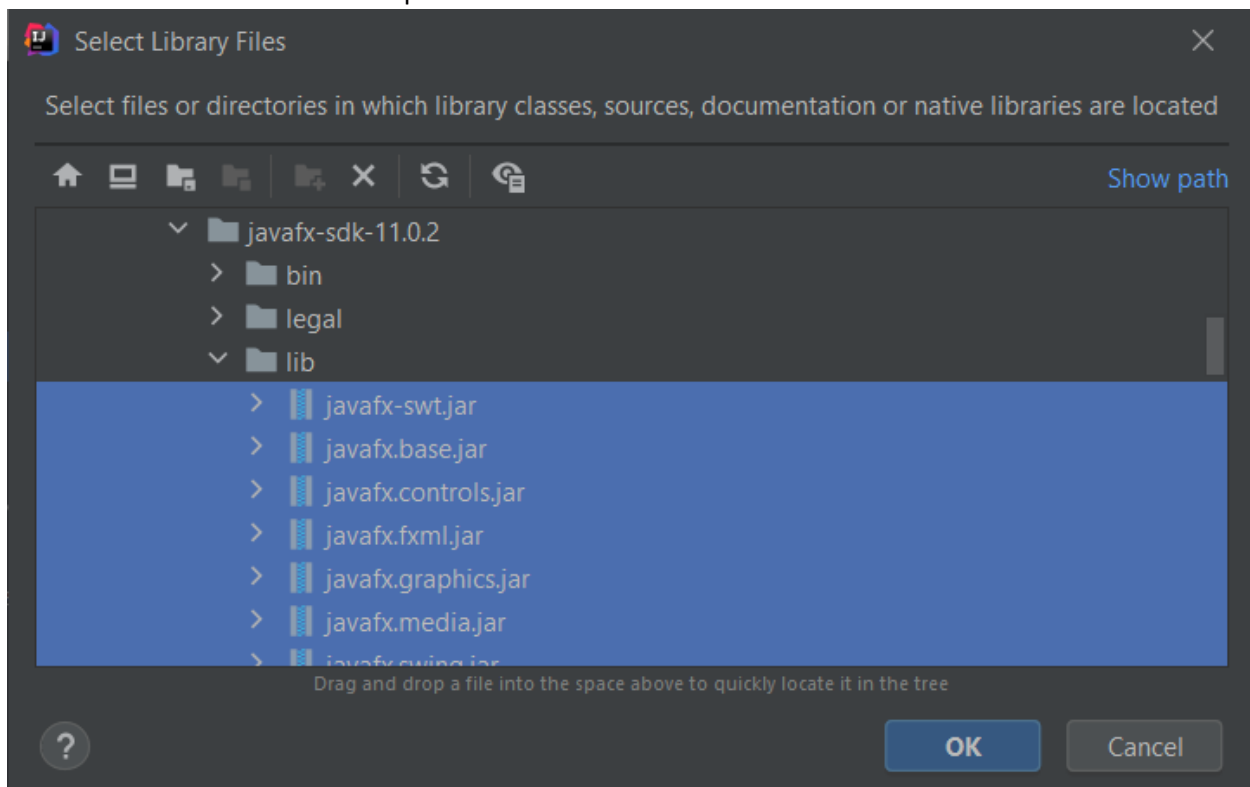 Select Library Files
Select files or directories in which library classes, sources, documentation or native libraries are located
Show path
javafx-sdk-11.0.2
bin
legal
lib
javafx-swt.jar
javafx.base.jar
javafx.controls.jar
javafx.fxml.jar
javafx.graphics.jar
javafx.media.jar
javafx.swing.jar
Drag and drop a file into the space above to quickly locate it in the tree
?
OK
Cancel